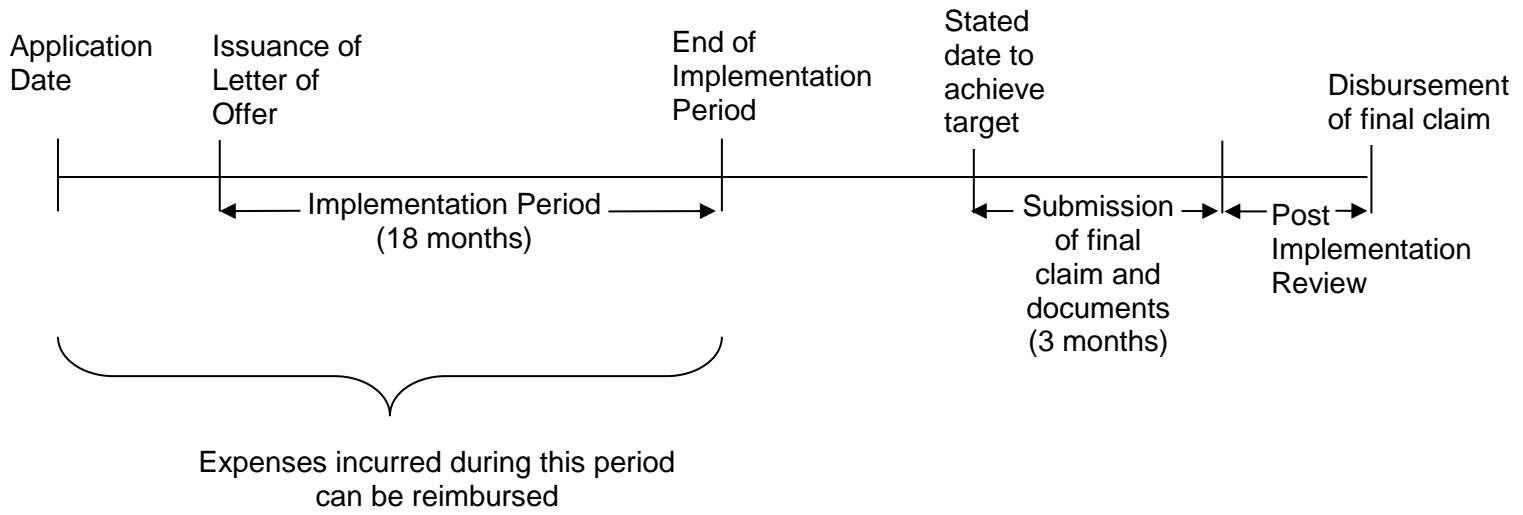 Application
Date
Issuance of
Letter of
Offer
End of
Implementation
Period
Stated
date to
achieve
target
Disbursement
of final claim
Implementation Period
(18 months)
Submission
of final
claim and
documents
(3 months)
Post
Implementation
Review
Expenses incurred during this period
can be reimbursed